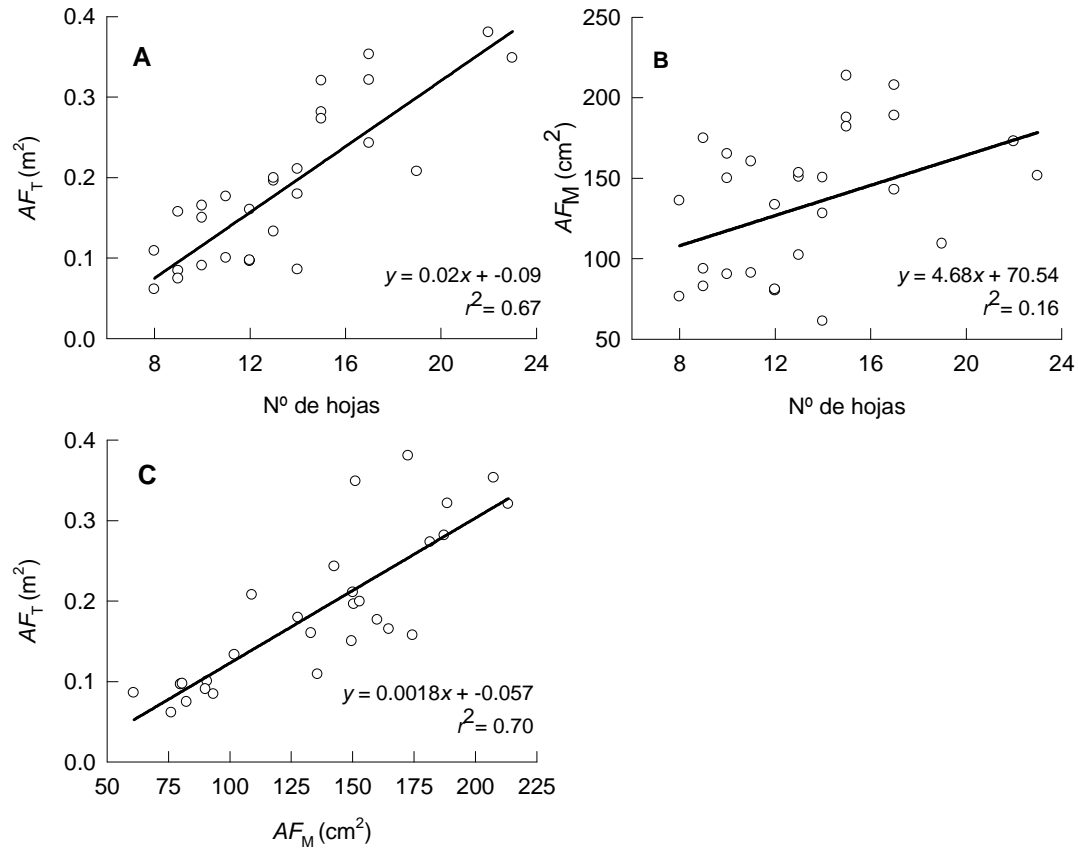 A
AF_T (m²)
0.4
0.3
0.2
0.1
0.0
y = 0.02x + -0.09
r² = 0.67
8 12 16 20 24
Nº de hojas
B
AF_M (cm²)
250
200
150
100
50
y = 4.68x + 70.54
r² = 0.16
8 12 16 20 24
Nº de hojas
C
AF_T (m²)
0.4
0.3
0.2
0.1
0.0
y = 0.0018x + -0.057
r² = 0.70
50 75 100 125 150 175 200 225
AF_M (cm²)